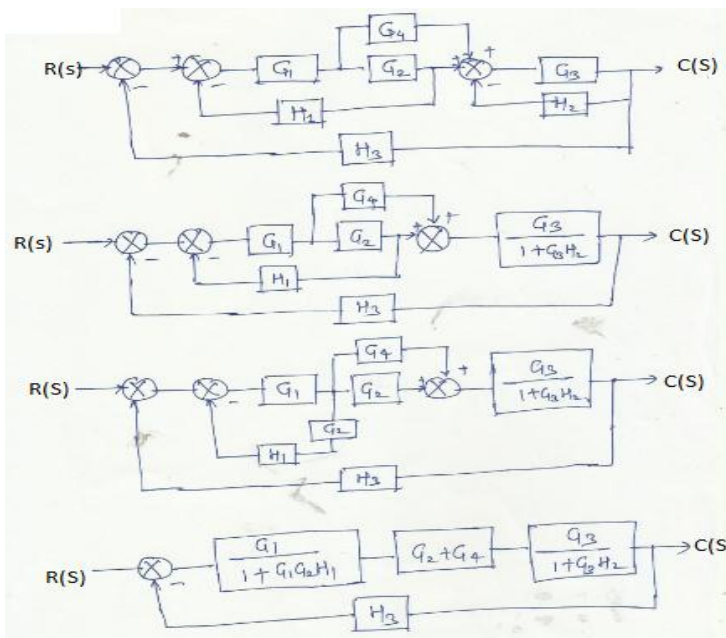 G4
R(s) + - G1 G2 + + G3 C(S)
- - -
H1 H2
H3
G4
R(s) G1 G2 + + G3 / 1+G3H2 C(S)
- -
H1
H3
G4
R(S) G1 G2 + + G3 / 1+G3H2 C(S)
- G2
H1
H3
R(S) - G1 / 1+G1G2H1 G2+G4 G3 / 1+G3H2 C(S
H3